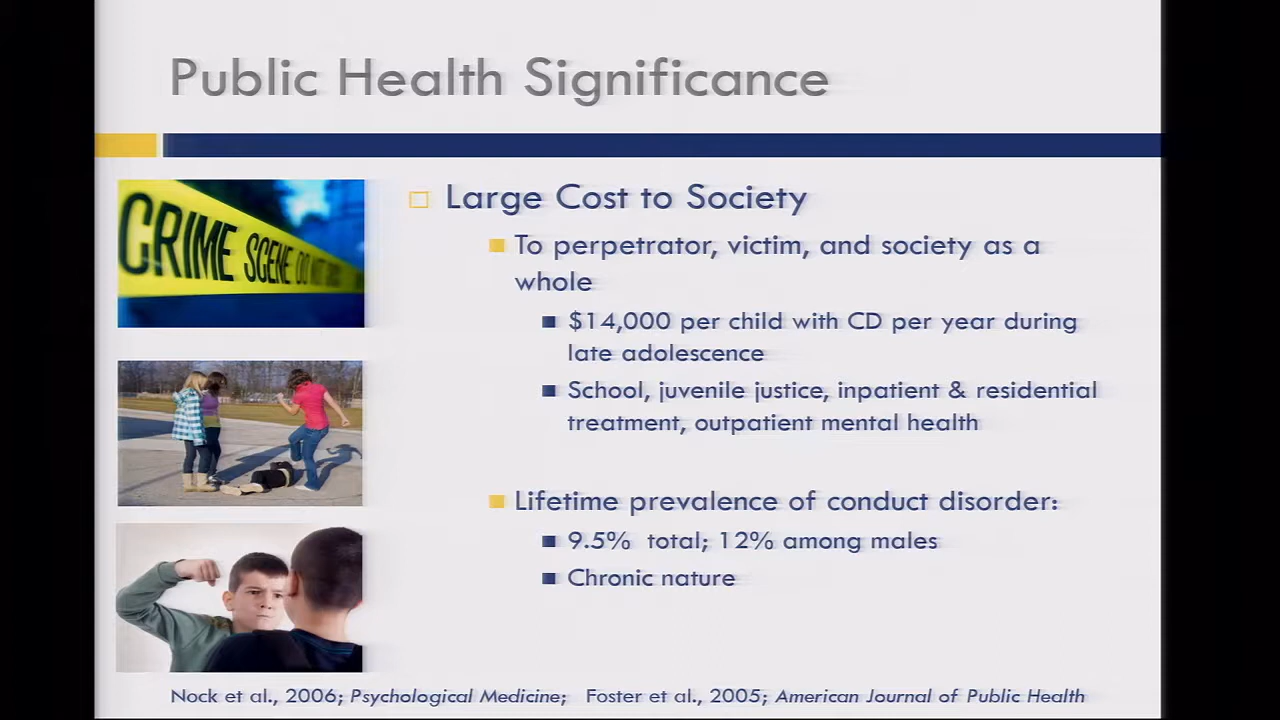 Public Health Significance
CRIME SCENE DO NOT
Large Cost to Society
To perpetrator, victim, and society as a
whole
$14,000 per child with CD per year during
late adolescence
School, juvenile justice, inpatient & residential
treatment, outpatient mental health
Lifetime prevalence of conduct disorder:
9.5% total; 12% among males
Chronic nature
Nock et al., 2006; Psychological Medicine; Foster et al., 2005; American Journal of Public Health